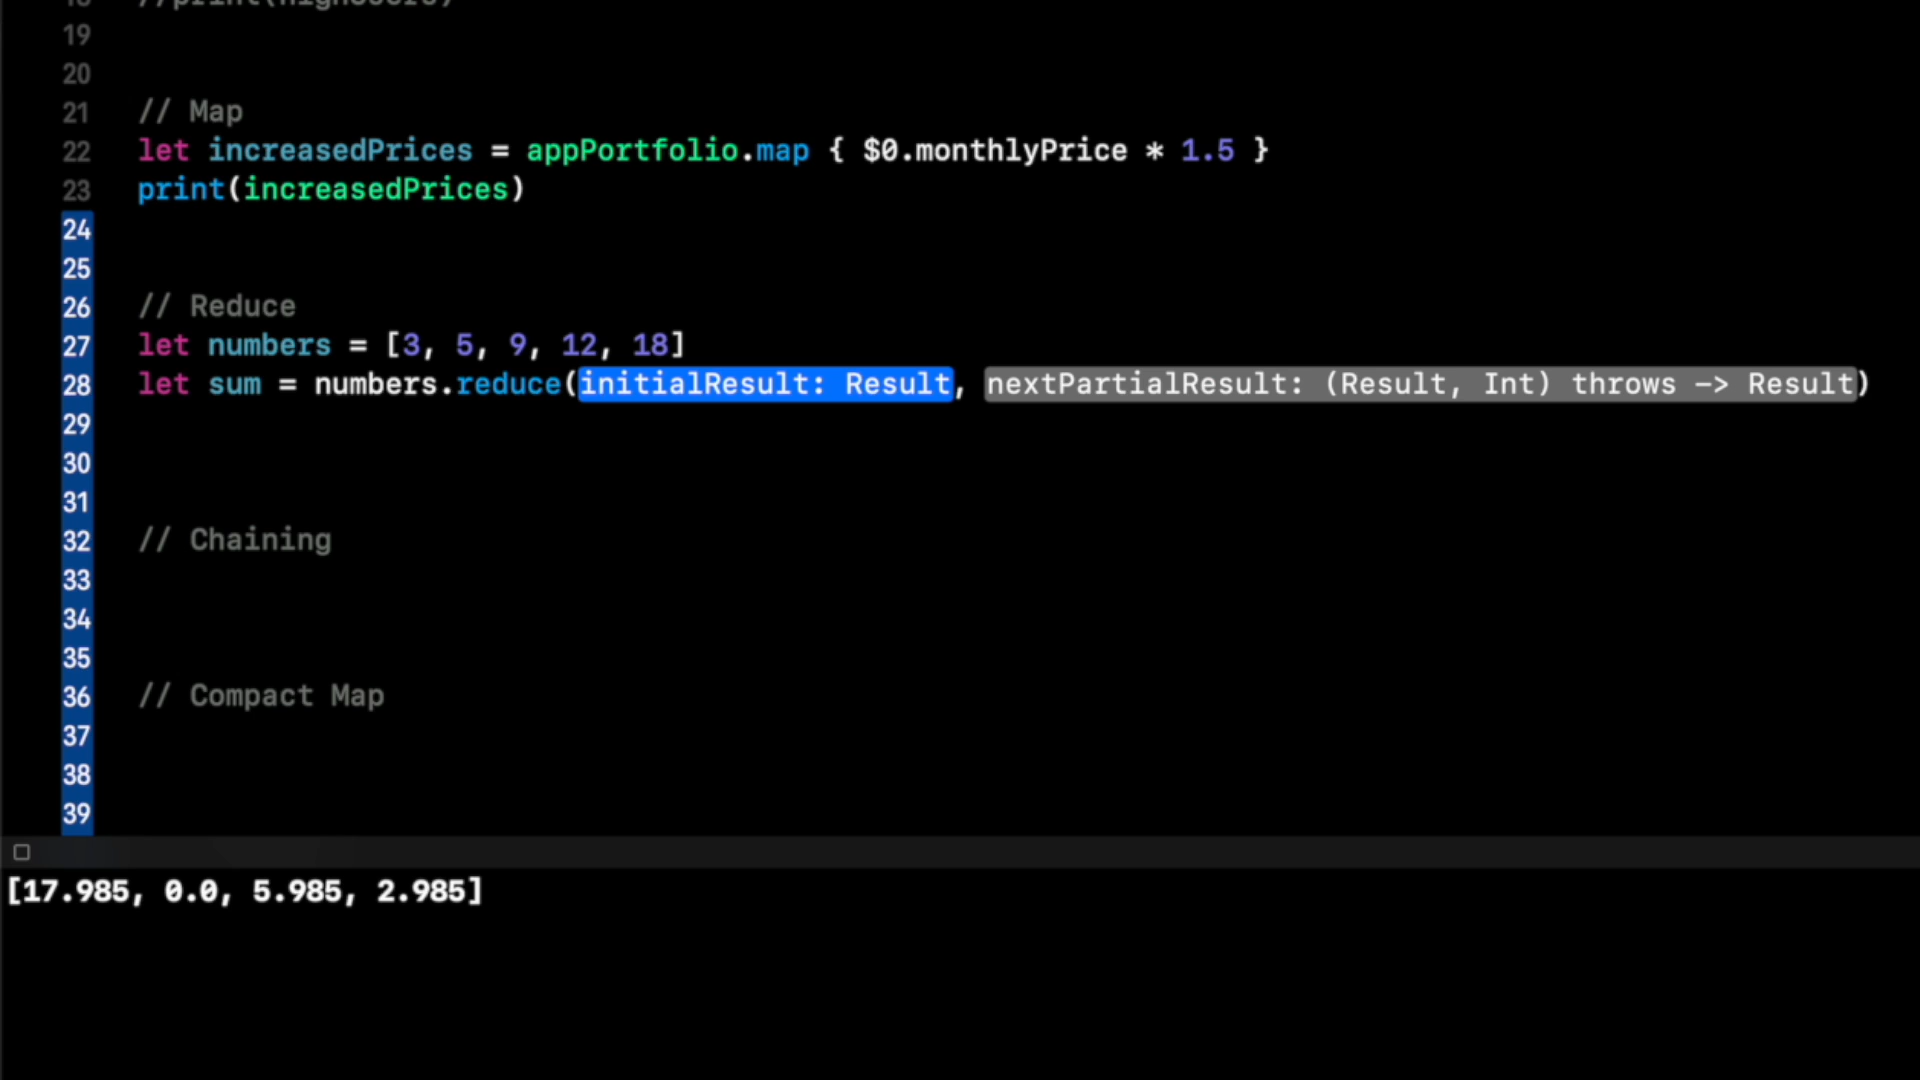 19
20
21 // Map
22 let increasedPrices = appPortfolio.map { $0.monthlyPrice * 1.5 }
23 print(increasedPrices)
24
25
26 // Reduce
27 let numbers = [3, 5, 9, 12, 18]
28 let sum = numbers.reduce(initialResult: Result, nextPartialResult: (Result, Int) throws -> Result)
29
30
31
32 // Chaining
33
34
35
36 // Compact Map
37
38
39
[17.985, 0.0, 5.985, 2.985]